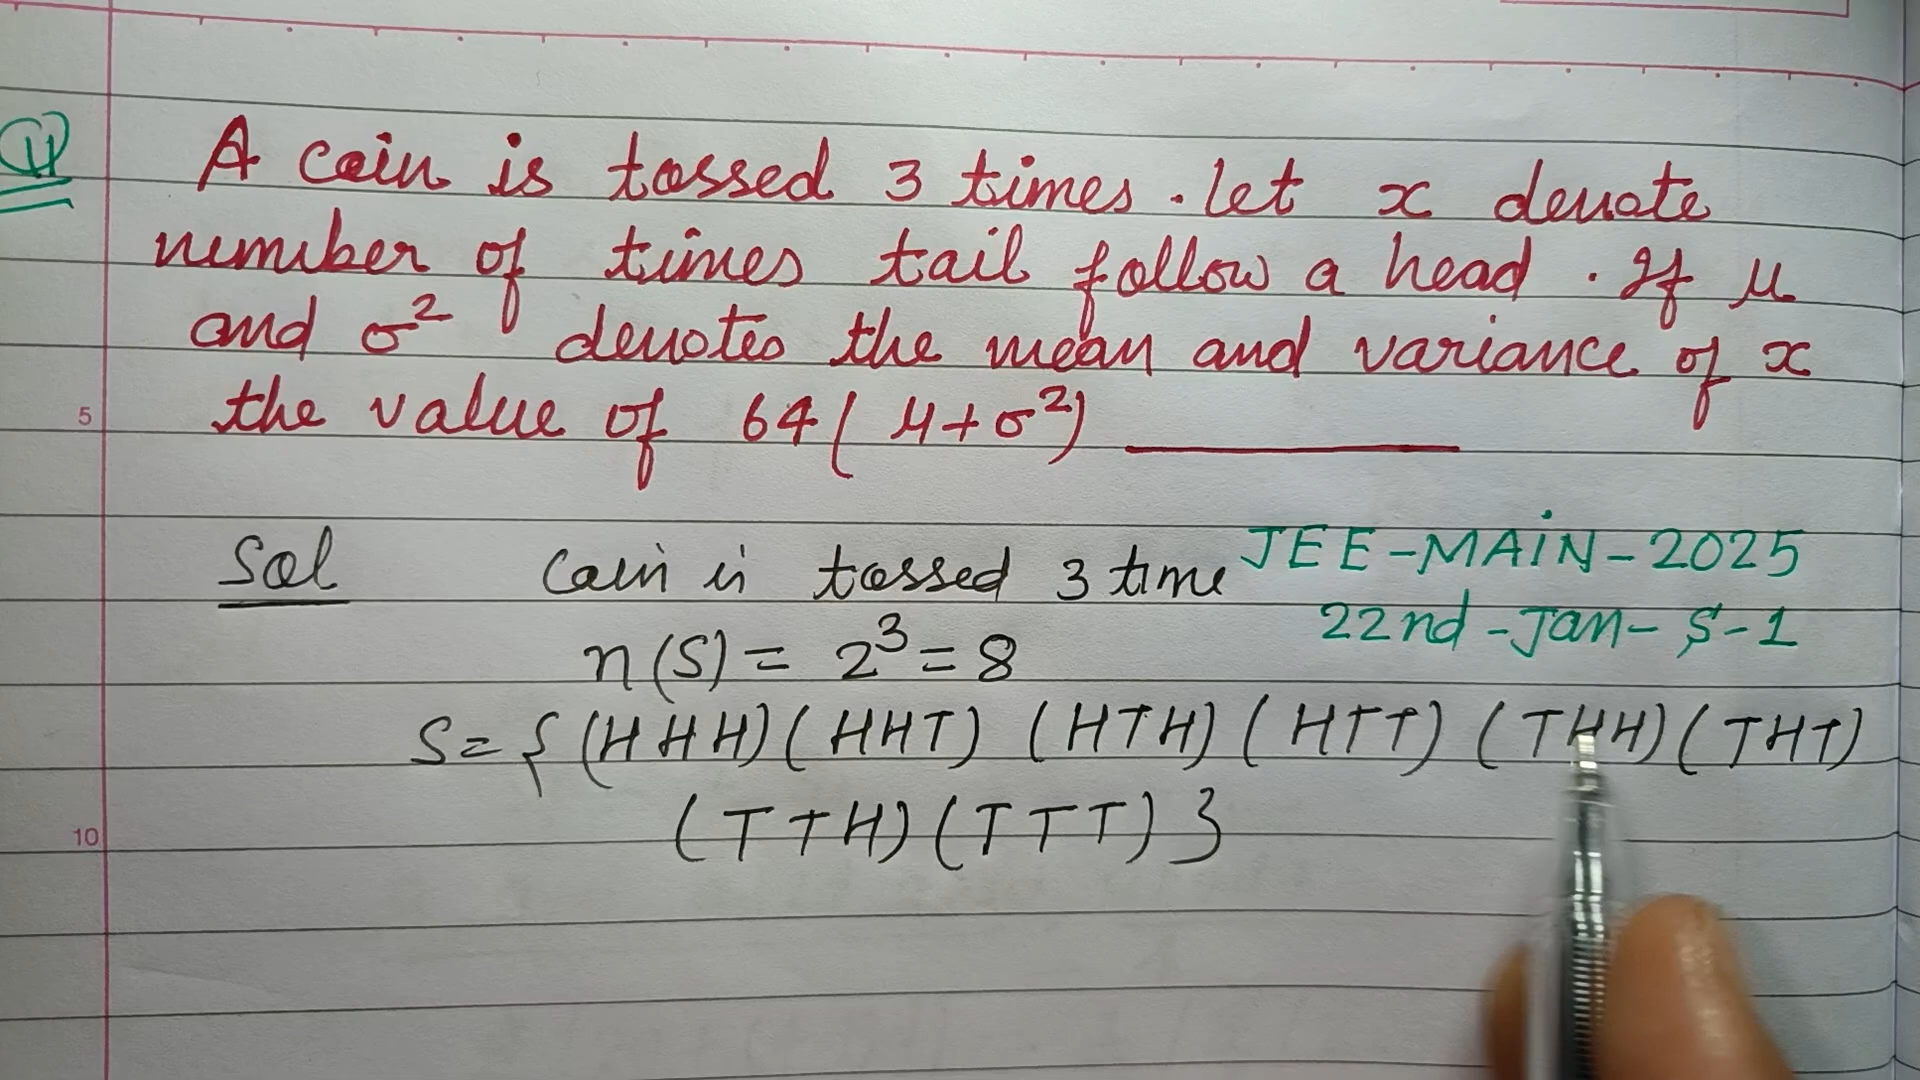 Q
A coin is tossed 3 times . let x denote
number of times tail follow a head . If μ
and σ² denotes the mean and variance of x
5 the value of 64( μ+σ²) ________
Sol Coin is tossed 3 time JEE-MAIN-2025
n(S) = 2³ = 8 22nd-Jan-S-1
S = { (HHH) (HHT) (HTH) (HTT) (THH) (THT)
10 (TTH) (TTT) }